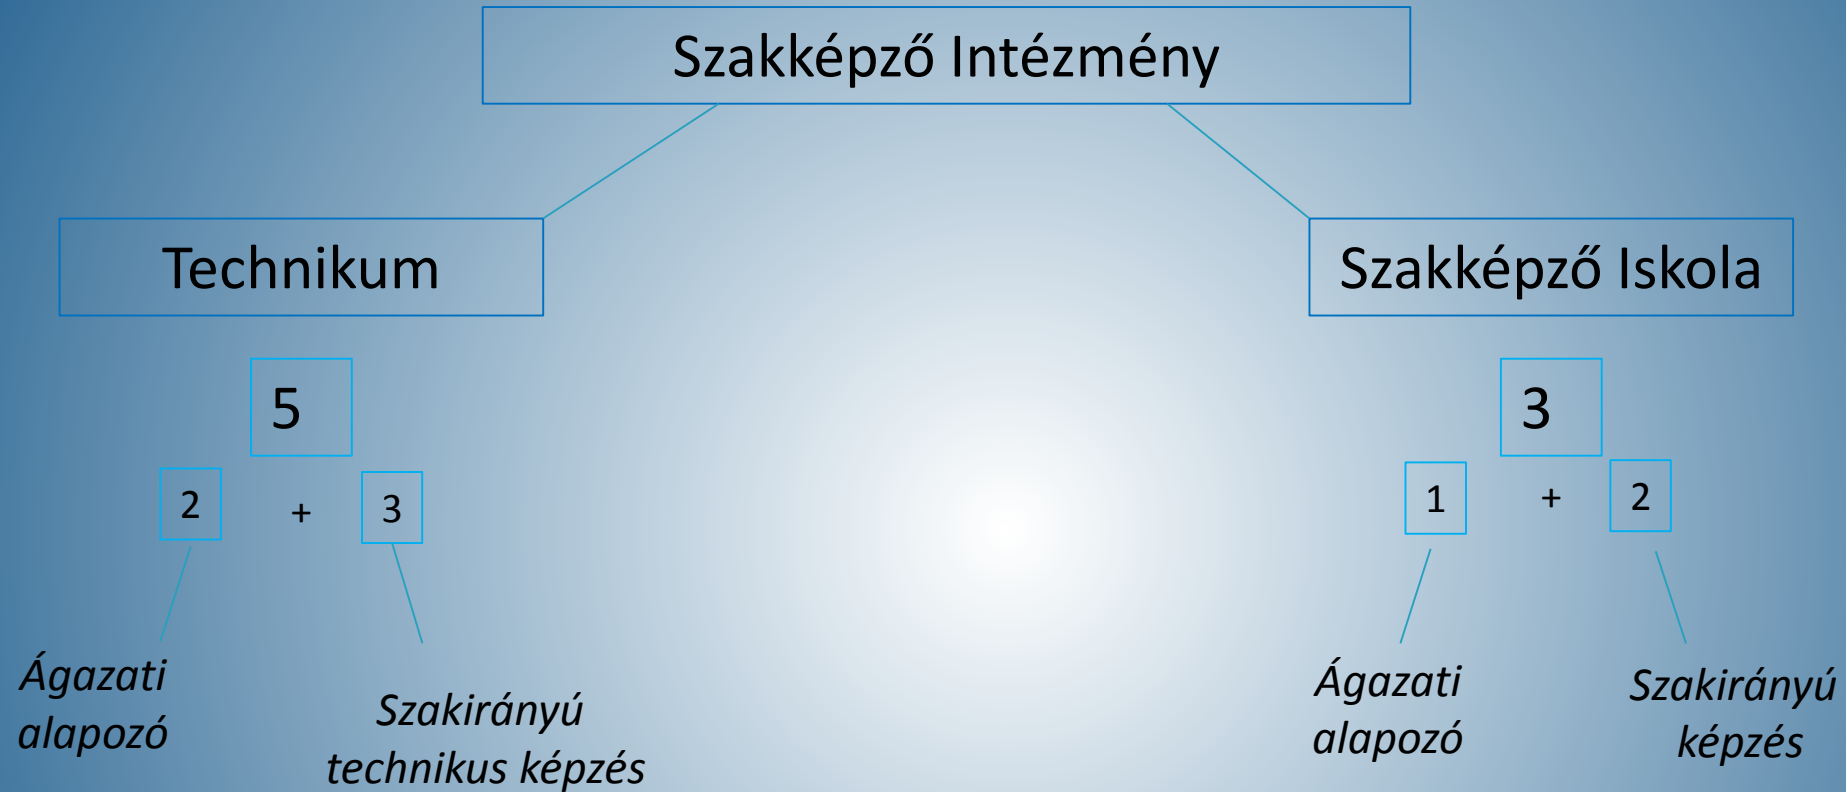 Szakképző Intézmény
Technikum
Szakképző Iskola
5
3
2 + 3
1 + 2
Ágazati
alapozó
Szakirányú
technikus képzés
Ágazati
alapozó
Szakirányú
képzés